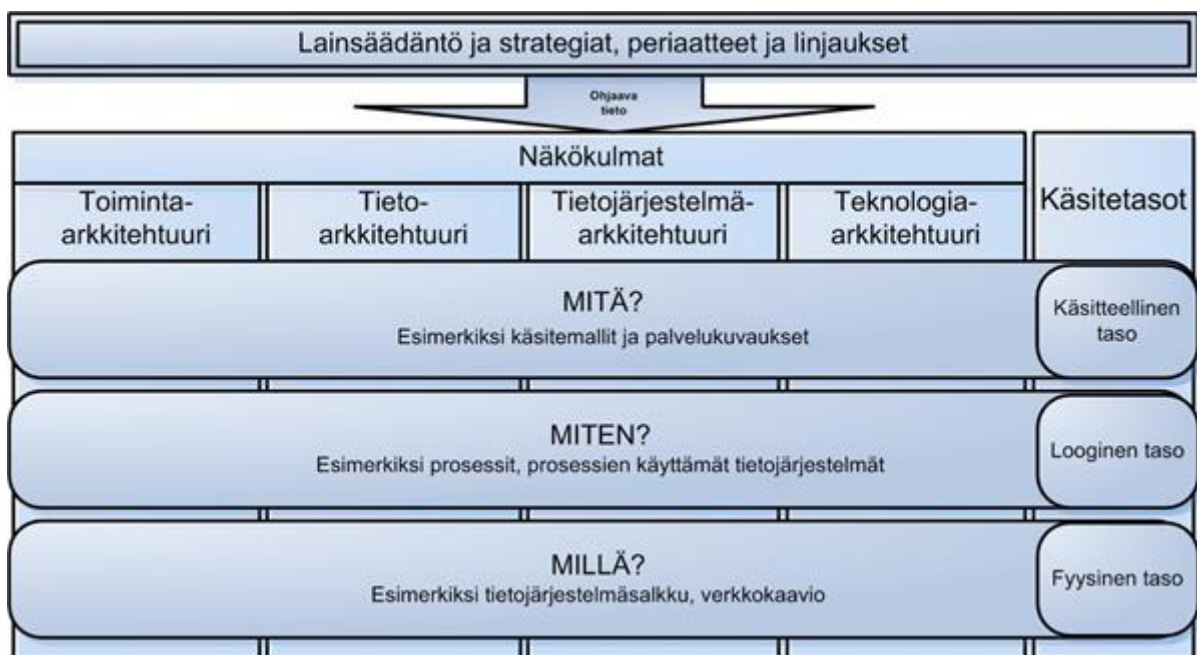 Lainsäädäntö ja strategiat, periaatteet ja linjaukset
Ohjaava
tieto
Näkökulmat
Käsitetasot
Toiminta-
arkkitehtuuri
Tieto-
arkkitehtuuri
Tietojärjestelmä-
arkkitehtuuri
Teknologia-
arkkitehtuuri
MITÄ?
Esimerkiksi käsitemallit ja palvelukuvaukset
Käsitteellinen
taso
MITEN?
Esimerkiksi prosessit, prosessien käyttämät tietojärjestelmät
Looginen taso
MILLÄ?
Esimerkiksi tietojärjestelmäsalkku, verkkokaavio
Fyysinen taso